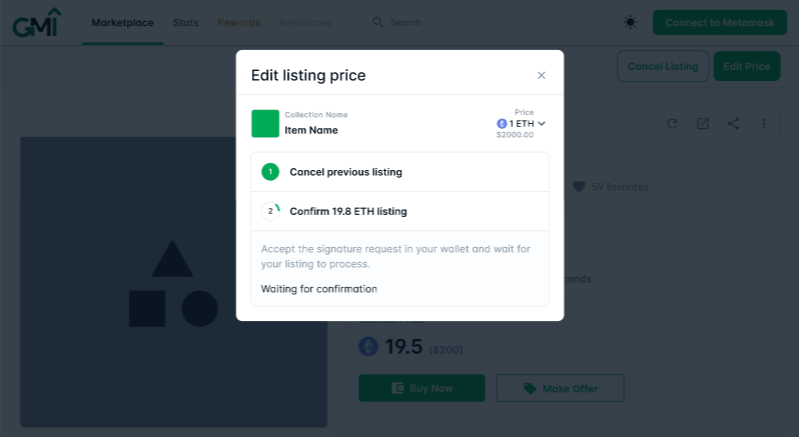 GMI
Marketplace
Stats
Rewards
Resources
Search
Connect to Metamask
Cancel Listing
Edit Price
Edit listing price
Collection Name
Item Name
Price
1 ETH
$2000.00
1
Cancel previous listing
2
Confirm 19.8 ETH listing
Accept the signature request in your wallet and wait for
your listing to process.
Waiting for confirmation
59 favorites
19.5 ($200)
Buy Now
Make Offer